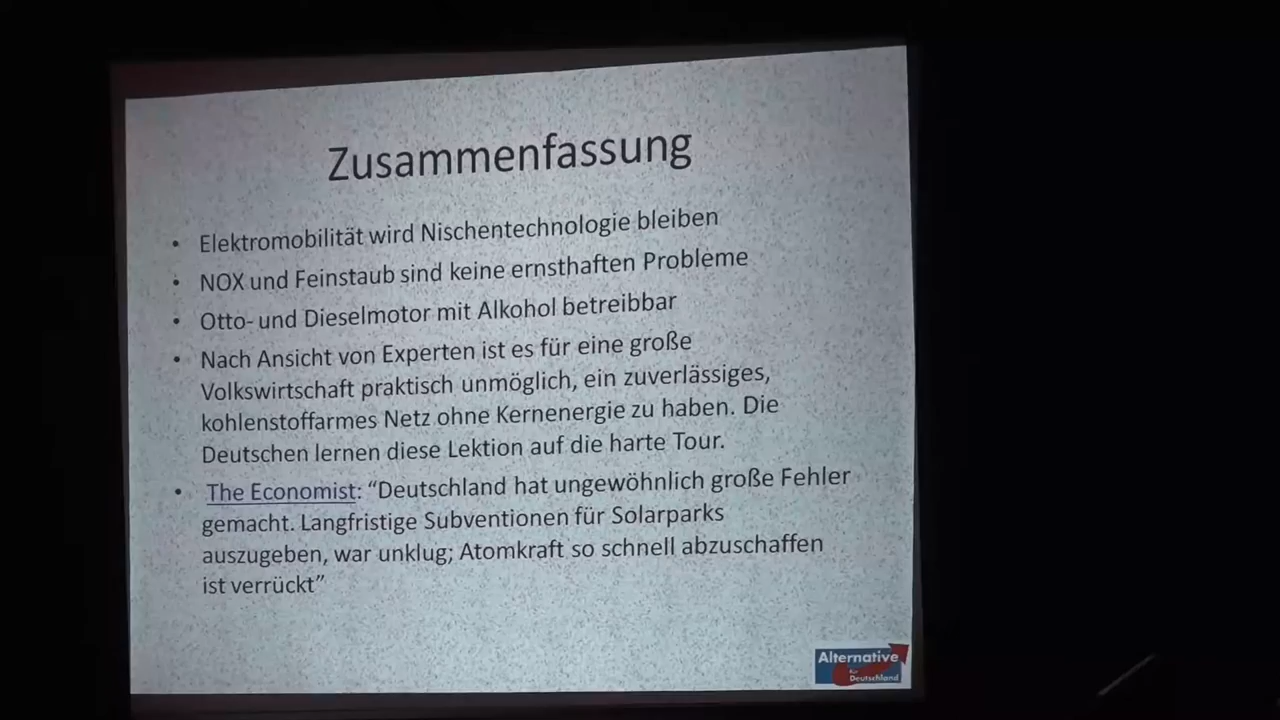 Zusammenfassung
• Elektromobilität wird Nischentechnologie bleiben
• NOX und Feinstaub sind keine ernsthaften Probleme
• Otto- und Dieselmotor mit Alkohol betreibbar
• Nach Ansicht von Experten ist es für eine große
Volkswirtschaft praktisch unmöglich, ein zuverlässiges,
kohlenstoffarmes Netz ohne Kernenergie zu haben. Die
Deutschen lernen diese Lektion auf die harte Tour.
• The Economist: “Deutschland hat ungewöhnlich große Fehler
gemacht. Langfristige Subventionen für Solarparks
auszugeben, war unklug; Atomkraft so schnell abzuschaffen
ist verrückt”
Alternative
für
Deutschland